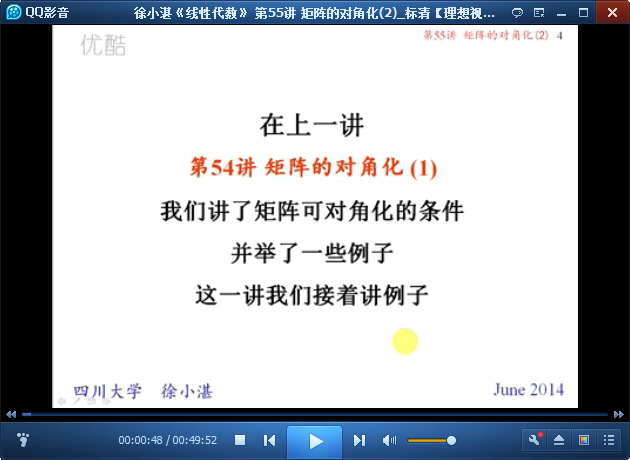 QQ影音
徐小湛《线性代数》 第55讲 矩阵的对角化(2)_标清【理想视...
优酷
第55讲 矩阵的对角化(2) 4
在上一讲
第54讲 矩阵的对角化 (1)
我们讲了矩阵可对角化的条件
并举了一些例子
这一讲我们接着讲例子
四川大学 徐小湛
June 2014
00:00:48 / 00:49:52